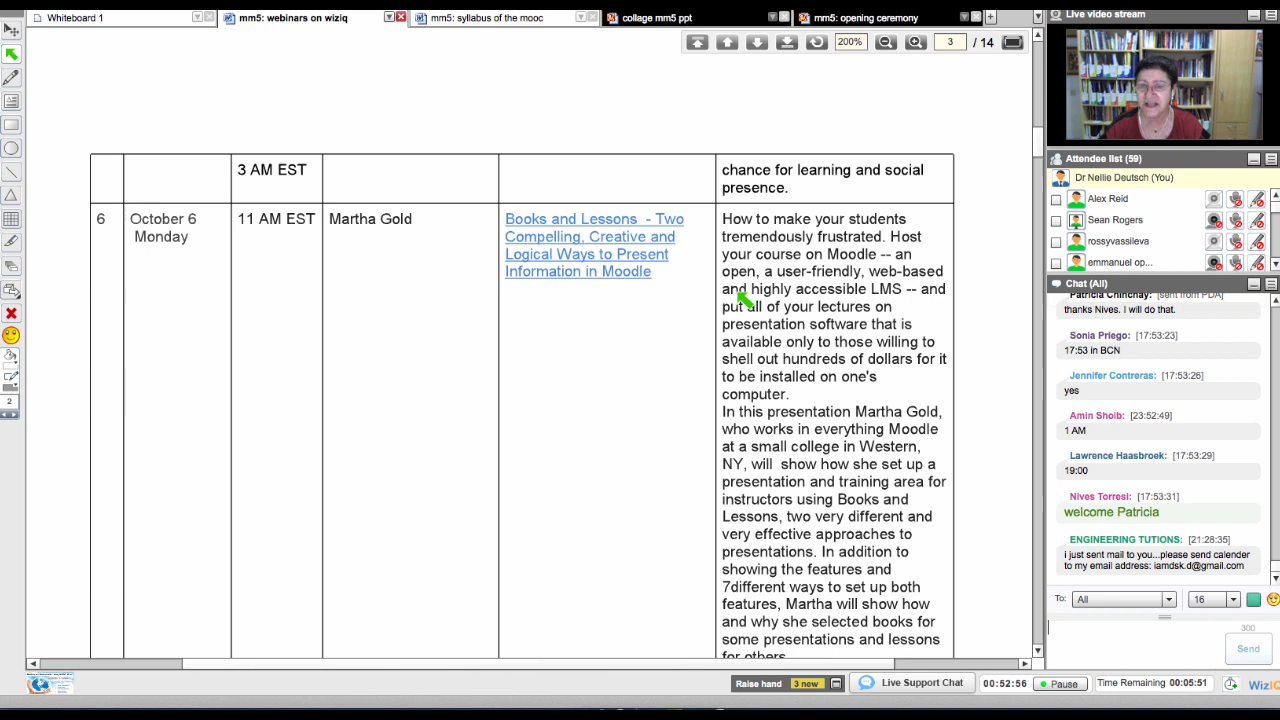 Whiteboard 1
mm5: webinars on wiziq
mm5: syllabus of the mooc
collage mm5 ppt
mm5: opening ceremony
Live video stream
200%
3 / 14
3 AM EST
chance for learning and social
presence.
6
October 6
Monday
11 AM EST
Martha Gold
Books and Lessons - Two
Compelling, Creative and
Logical Ways to Present
Information in Moodle
How to make your students
tremendously frustrated. Host
your course on Moodle -- an
open, a user-friendly, web-based
and highly accessible LMS -- and
put all of your lectures on
presentation software that is
available only to those willing to
shell out hundreds of dollars for it
to be installed on one's
computer.
In this presentation Martha Gold,
who works in everything Moodle
at a small college in Western,
NY, will show how she set up a
presentation and training area for
instructors using Books and
Lessons, two very different and
very effective approaches to
presentations. In addition to
showing the features and
7different ways to set up both
features, Martha will show how
and why she selected books for
some presentations and lessons
for others.
2
Attendee list (59)
Dr Nellie Deutsch (You)
Alex Reid
Sean Rogers
rossyvassileva
emmanuel op...
Chat (All)
Patricia Chinchay: [sent from PDA]
thanks Nives. I will do that.
Sonia Priego: [17:53:23]
17:53 in BCN
Jennifer Contreras: [17:53:26]
yes
Amin Shoib: [23:52:49]
1 AM
Lawrence Haasbroek: [17:53:29]
19:00
Nives Torresi: [17:53:31]
welcome Patricia
ENGINEERING TUTIONS: [21:28:35]
i just sent mail to you...please send calender
to my email address: iamdsk.d@gmail.com
To: All 16
300
Send
Raise hand 3 new
Live Support Chat
00:52:56
Pause
Time Remaining 00:05:51
WizIQ